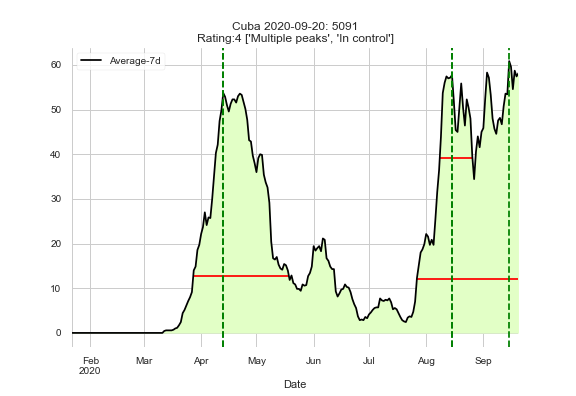 Cuba 2020-09-20: 5091
Rating:4 ['Multiple peaks', 'In control']
Average-7d
60
50
40
30
20
10
0
Feb Mar Apr May Jun Jul Aug Sep
2020
Date